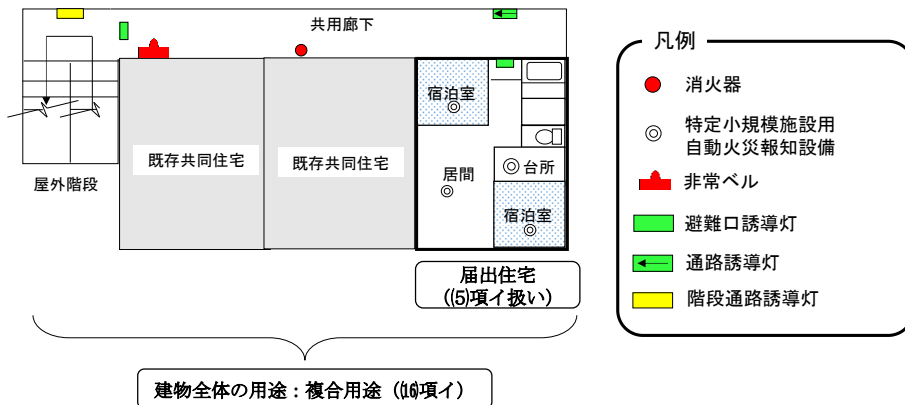 共用廊下
宿泊室
既存共同住宅
既存共同住宅
居間
台所
宿泊室
屋外階段
届出住宅
((5)項イ扱い)
建物全体の用途：複合用途（(16)項イ）
凡例
消火器
特定小規模施設用
自動火災報知設備
非常ベル
避難口誘導灯
通路誘導灯
階段通路誘導灯